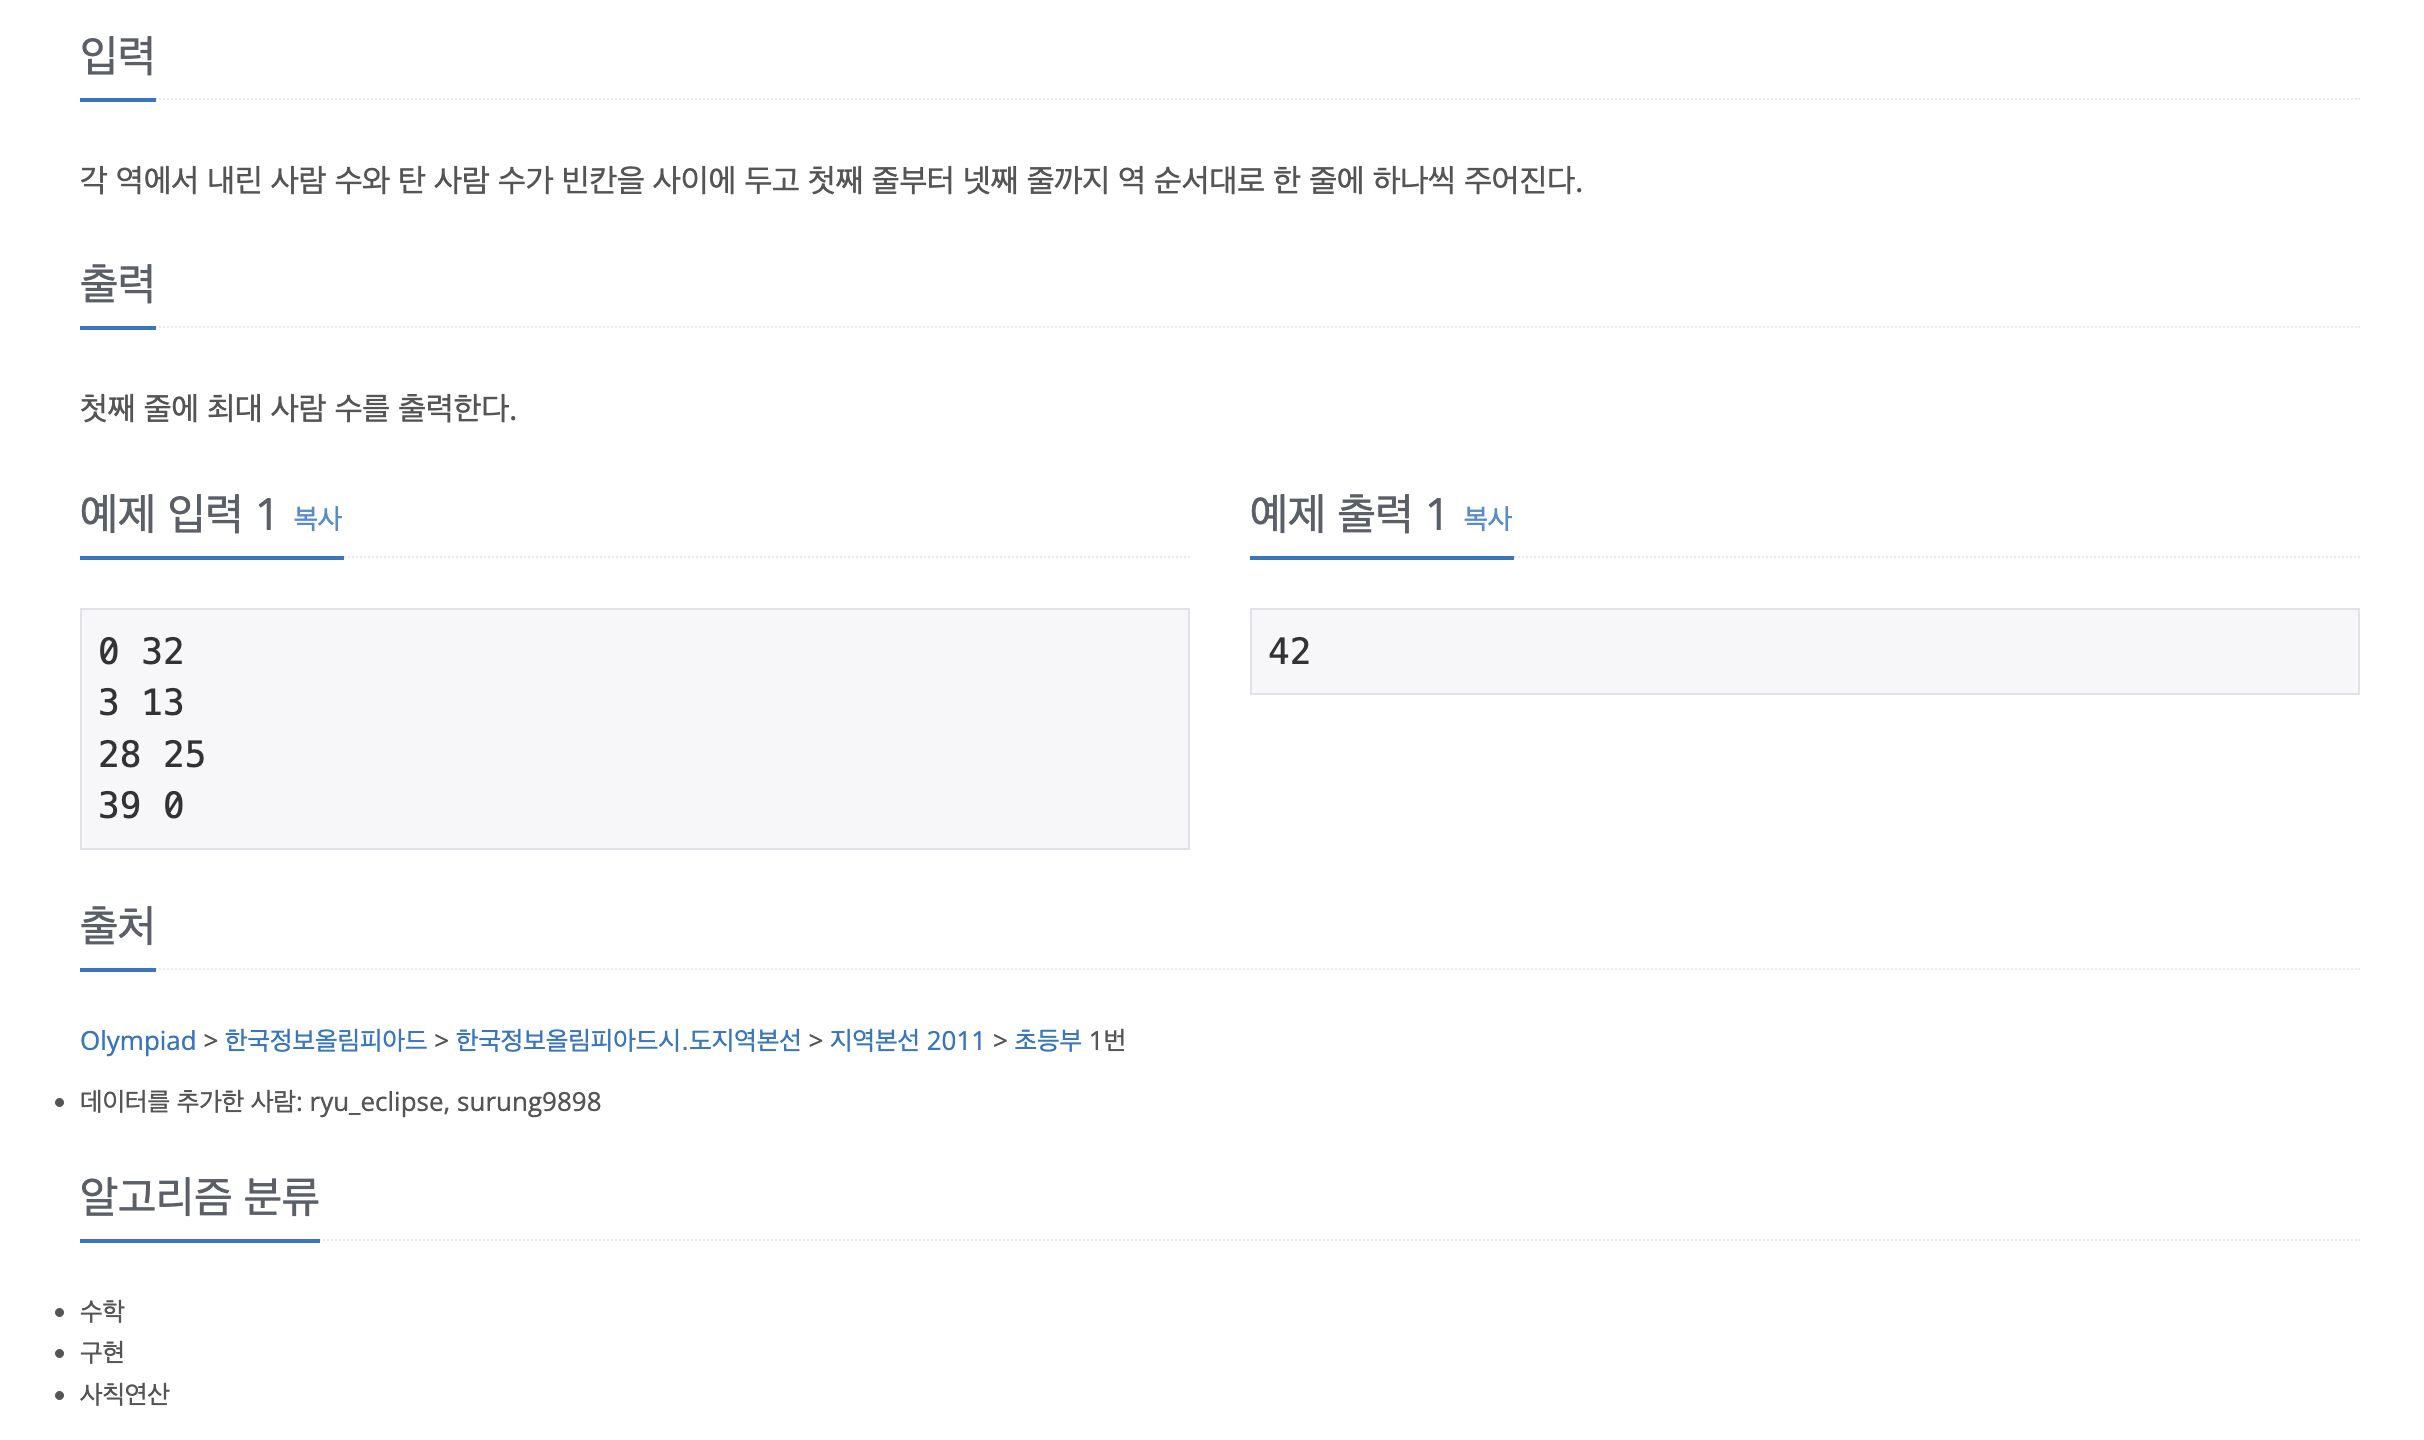 입력
각 역에서 내린 사람 수와 탄 사람 수가 빈칸을 사이에 두고 첫째 줄부터 넷째 줄까지 역 순서대로 한 줄에 하나씩 주어진다.
출력
첫째 줄에 최대 사람 수를 출력한다.
예제 입력 1 복사
0 32
3 13
28 25
39 0
예제 출력 1 복사
42
출처
Olympiad > 한국정보올림피아드 > 한국정보올림피아드시.도지역본선 > 지역본선 2011 > 초등부 1번
데이터를 추가한 사람: ryu_eclipse, surung9898
알고리즘 분류
수학
구현
사칙연산